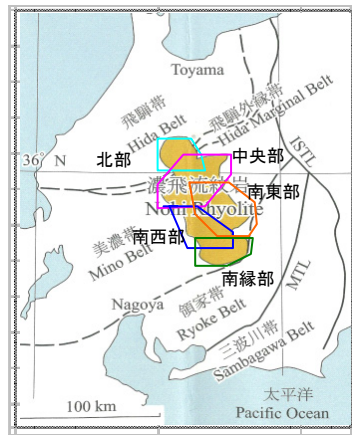 Toyama
飛騨帯
Hida Belt
飛騨外縁帯
Hida Marginal Belt
ISTL
北部
中央部
36° N
濃飛流紋岩
Nohi Rhyolite
南東部
美濃帯
Mino Belt
南西部
南縁部
MTL
Nagoya
領家帯
Ryoke Belt
三波川帯
Sambagawa Belt
100 km
太平洋
Pacific Ocean